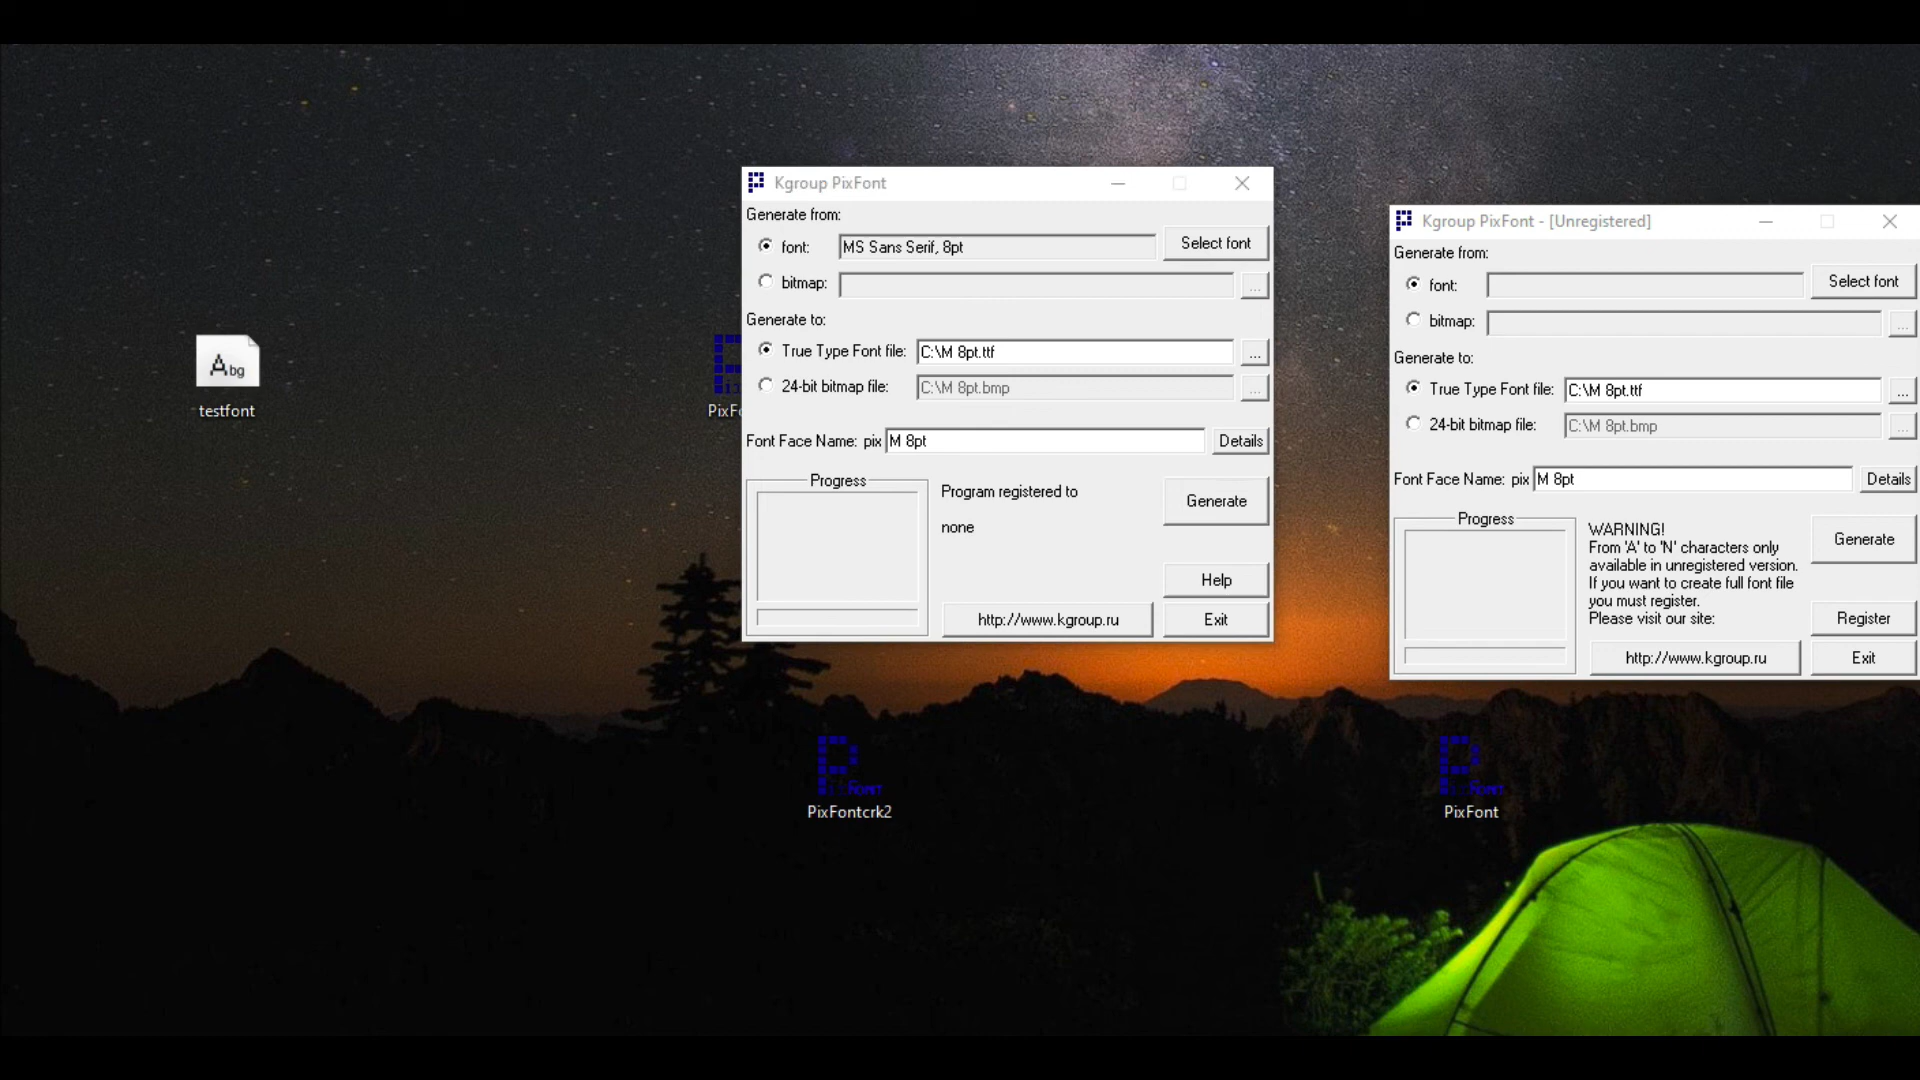 Kgroup PixFont
Generate from:
font: MS Sans Serif, 8pt Select font
bitmap: ...
Generate to:
True Type Font file: C:\M 8pt.ttf ...
24-bit bitmap file: C:\M 8pt.bmp ...
Font Face Name: pix M 8pt Details
Progress
Program registered to
none
Generate
Help
http://www.kgroup.ru Exit
Kgroup PixFont - [Unregistered]
Generate from:
font: Select font
bitmap: ...
Generate to:
True Type Font file: C:\M 8pt.ttf ...
24-bit bitmap file: C:\M 8pt.bmp ...
Font Face Name: pix M 8pt Details
Progress
WARNING!
From 'A' to 'N' characters only
available in unregistered version.
If you want to create full font file
you must register.
Please visit our site:
Generate
Register
http://www.kgroup.ru Exit
Abg
testfont
PixFontcrk2
PixFont